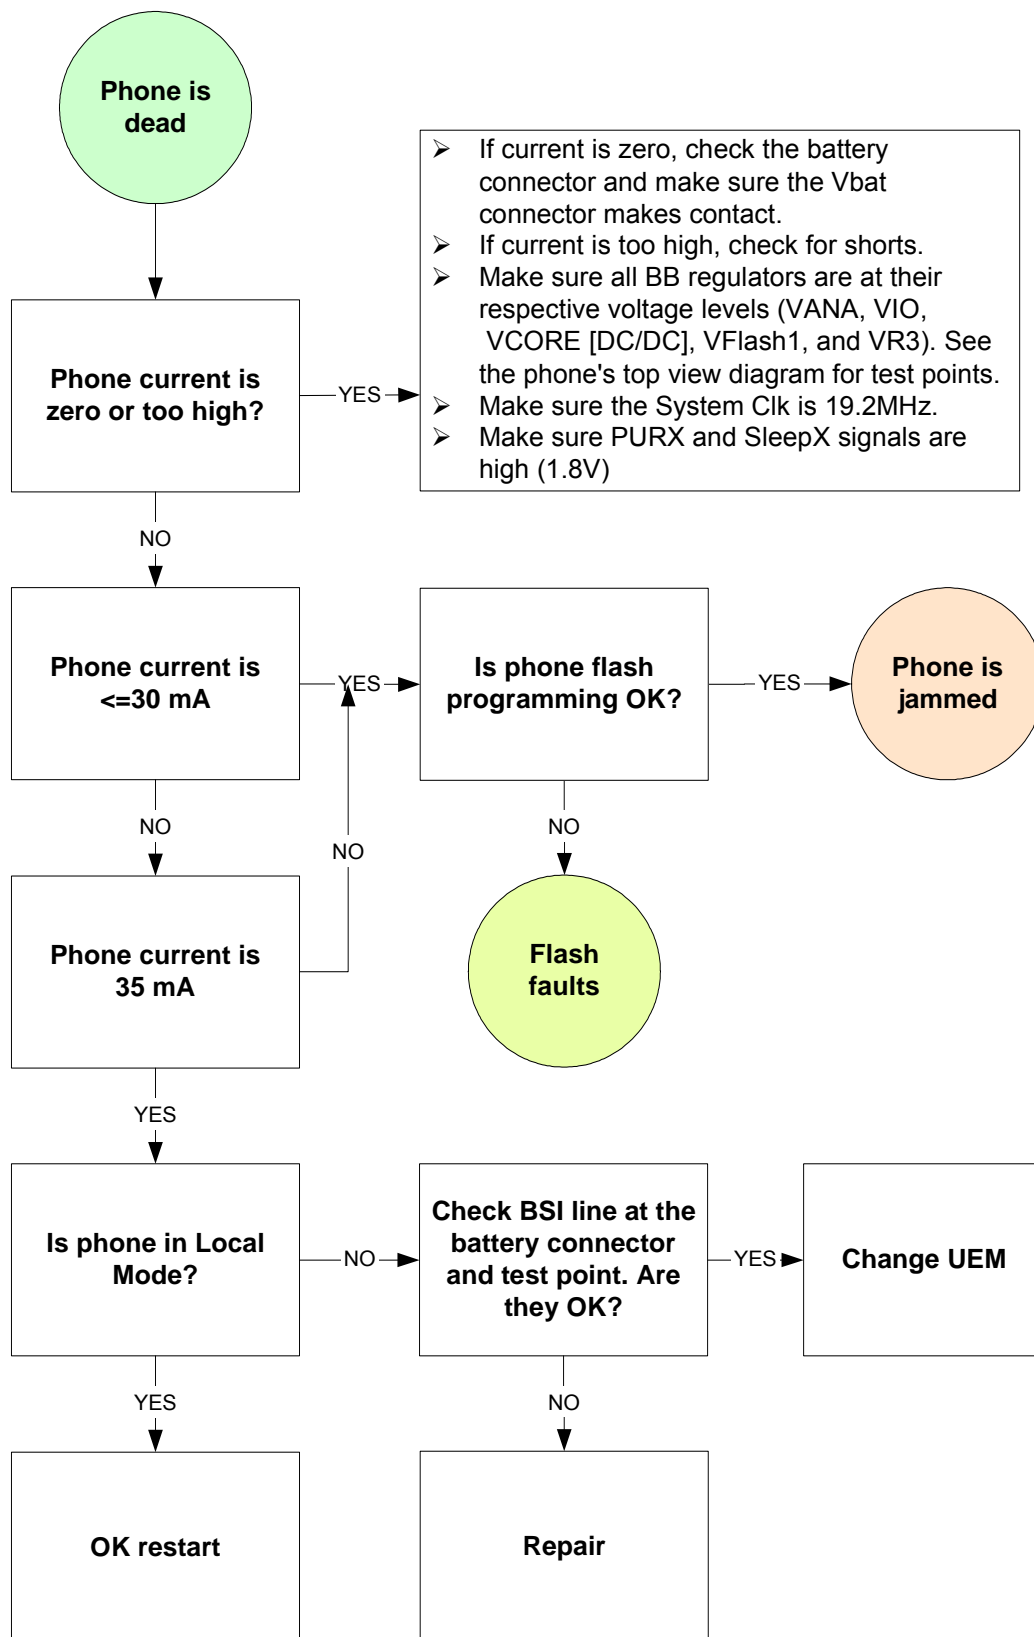 Phone is
dead
➢ If current is zero, check the battery
connector and make sure the Vbat
connector makes contact.
➢ If current is too high, check for shorts.
➢ Make sure all BB regulators are at their
respective voltage levels (VANA, VIO,
VCORE [DC/DC], VFlash1, and VR3). See
the phone's top view diagram for test points.
➢ Make sure the System Clk is 19.2MHz.
➢ Make sure PURX and SleepX signals are
high (1.8V)
Phone current is
zero or too high?
YES
NO
Phone current is
<=30 mA
YES
Is phone flash
programming OK?
YES
Phone is
jammed
NO
NO
NO
Phone current is
35 mA
Flash
faults
YES
Is phone in Local
Mode?
NO
Check BSI line at the
battery connector
and test point. Are
they OK?
YES
Change UEM
YES
NO
OK restart
Repair